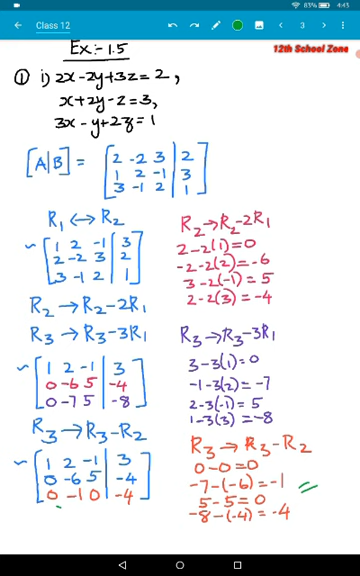 83% 4:45
Class 12
3
Ex:- 1.5
12th School Zone
① i) 2x-2y+3z=2,
x+2y-z=3,
3x-y+2z=1
[A|B] = [2 -2 3 | 2
1 2 -1 | 3
3 -1 2 | 1]
R₁ ↔ R₂
~ [1 2 -1 | 3
2 -2 3 | 2
3 -1 2 | 1]
R₂ → R₂-2R₁
R₃ → R₃-3R₁
~ [1 2 -1 | 3
0 -6 5 | -4
0 -7 5 | -8]
R₃ → R₃-R₂
~ [1 2 -1 | 3
0 -6 5 | -4
0 -1 0 | -4]
R₂→R₂-2R₁
2-2(1)=0
-2-2(2)=-6
3-2(-1)=5
2-2(3)=-4
R₃→R₃-3R₁
3-3(1)=0
-1-3(2)=-7
2-3(-1)=5
1-3(3)=-8
R₃ → R₃-R₂
0-0=0
-7-(-6)=-1
5-5=0
-8-(-4)=-4